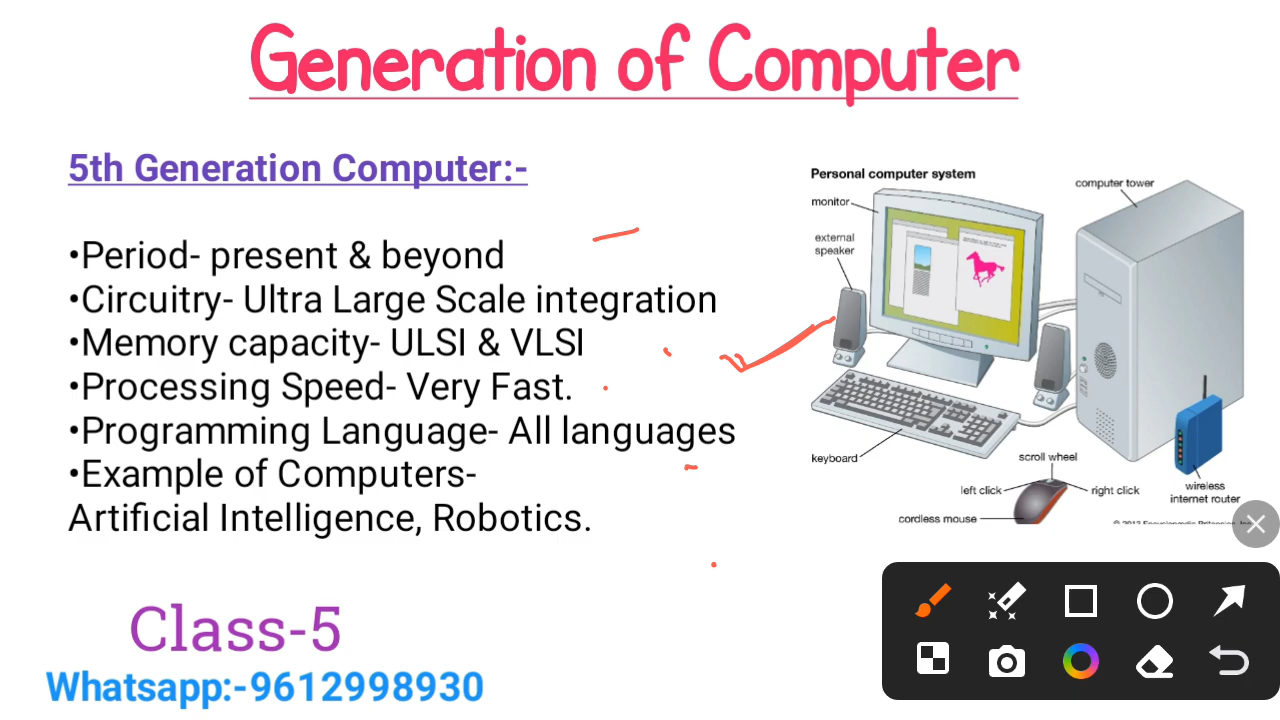 Generation of Computer
5th Generation Computer:-
•Period- present & beyond
•Circuitry- Ultra Large Scale integration
•Memory capacity- ULSI & VLSI
•Processing Speed- Very Fast.
•Programming Language- All languages
•Example of Computers-
Artificial Intelligence, Robotics.
Class-5
Whatsapp:-9612998930
Personal computer system
computer tower
monitor
external
speaker
keyboard
scroll wheel
left click
right click
cordless mouse
wireless
internet router